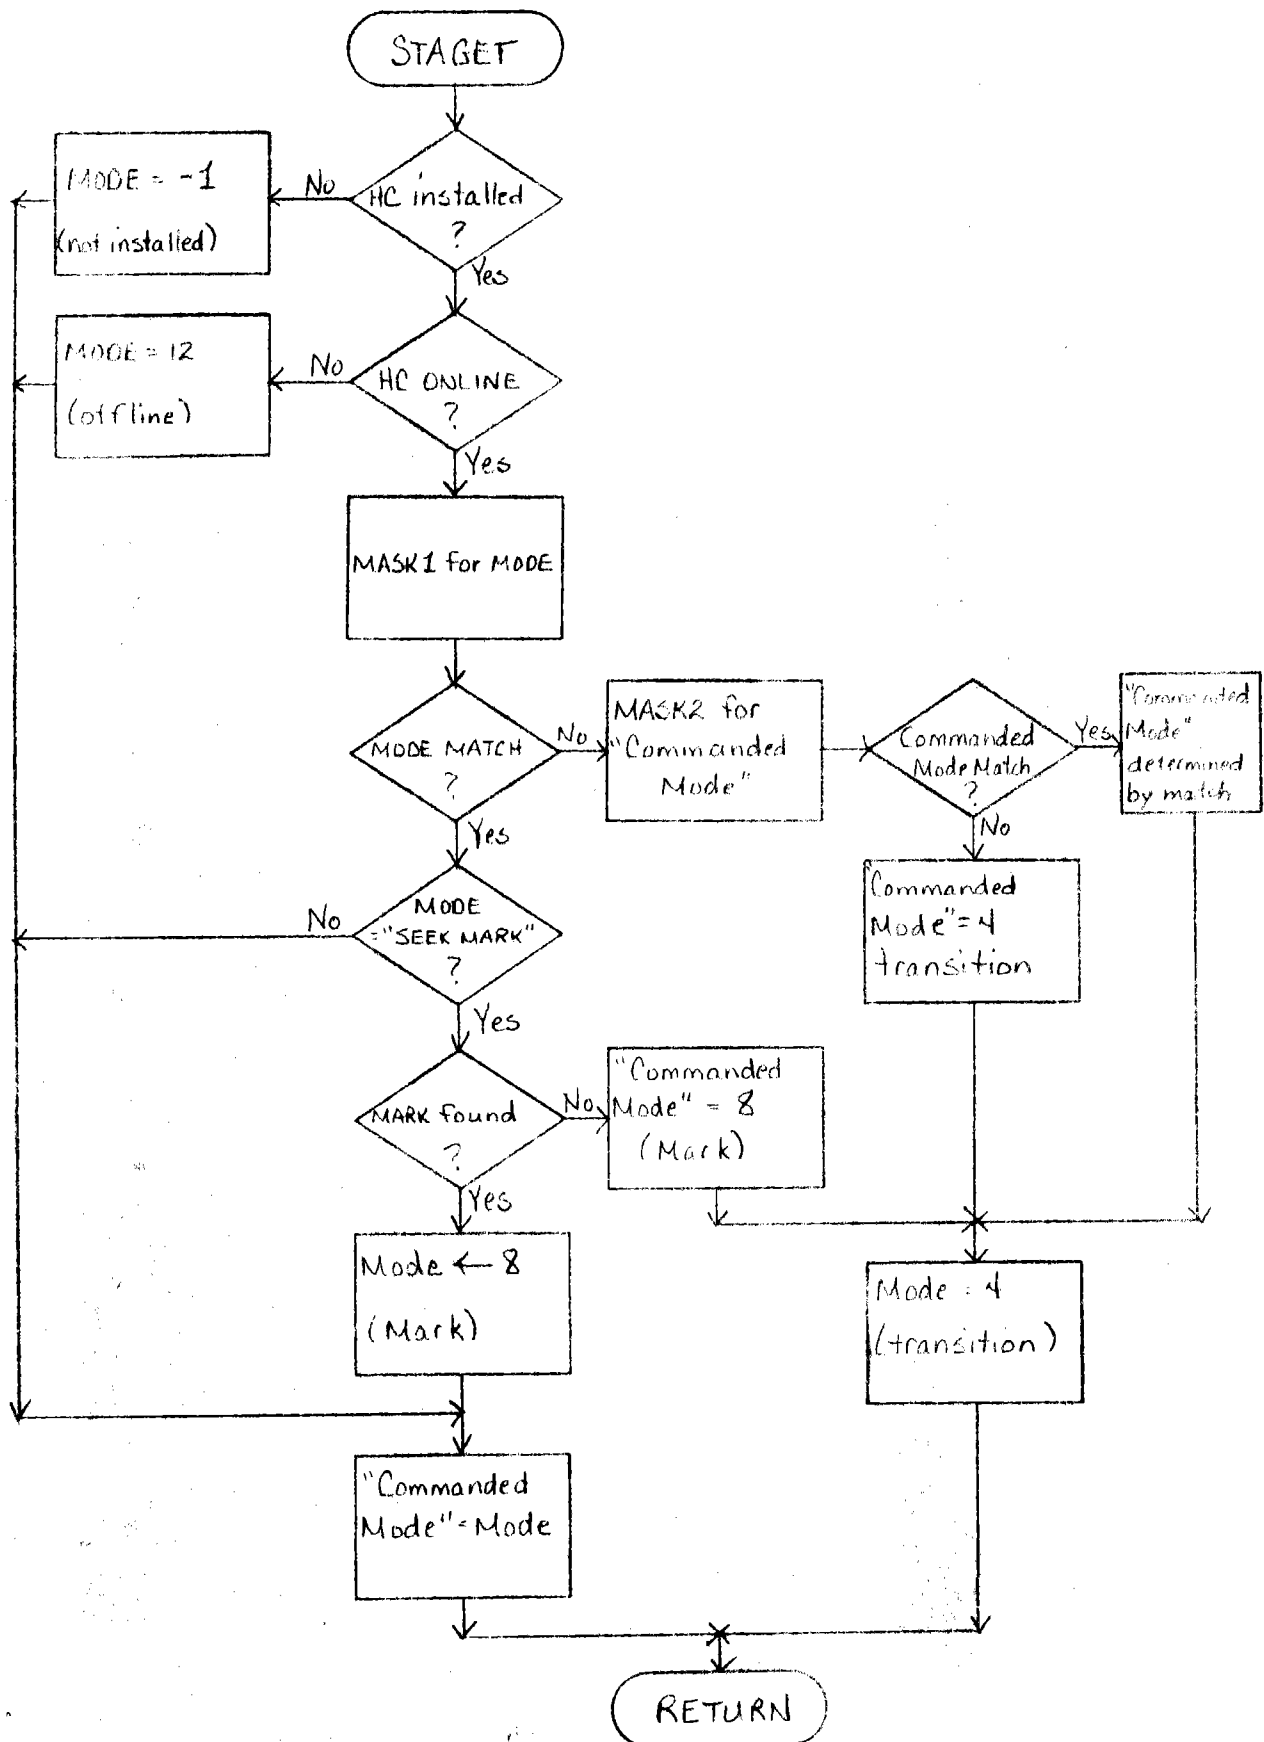 STAGET
HC installed
?
No
MODE = -1
(not installed)
Yes
HC ONLINE
?
No
MODE = 12
(offline)
Yes
MASK1 for MODE
MODE MATCH
?
No
MASK2 for
"Commanded
Mode"
Commanded
Mode Match
?
Yes
"Commanded
Mode"
determined
by match
No
"Commanded
Mode" = 4
transition
Yes
MODE
="SEEK MARK"
?
No
Yes
MARK found
?
No
"Commanded
Mode" = 8
(Mark)
Yes
Mode ← 8
(Mark)
Mode = 4
(transition)
"Commanded
Mode" = Mode
RETURN